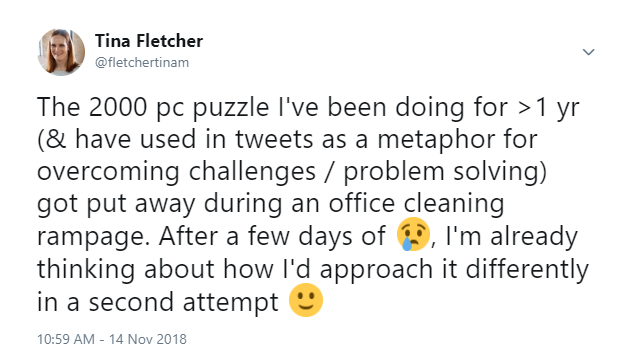 Tina Fletcher
@fletchertinam
The 2000 pc puzzle I've been doing for >1 yr
(& have used in tweets as a metaphor for
overcoming challenges / problem solving)
got put away during an office cleaning
rampage. After a few days of 😢, I'm already
thinking about how I'd approach it differently
in a second attempt 🙂
10:59 AM - 14 Nov 2018